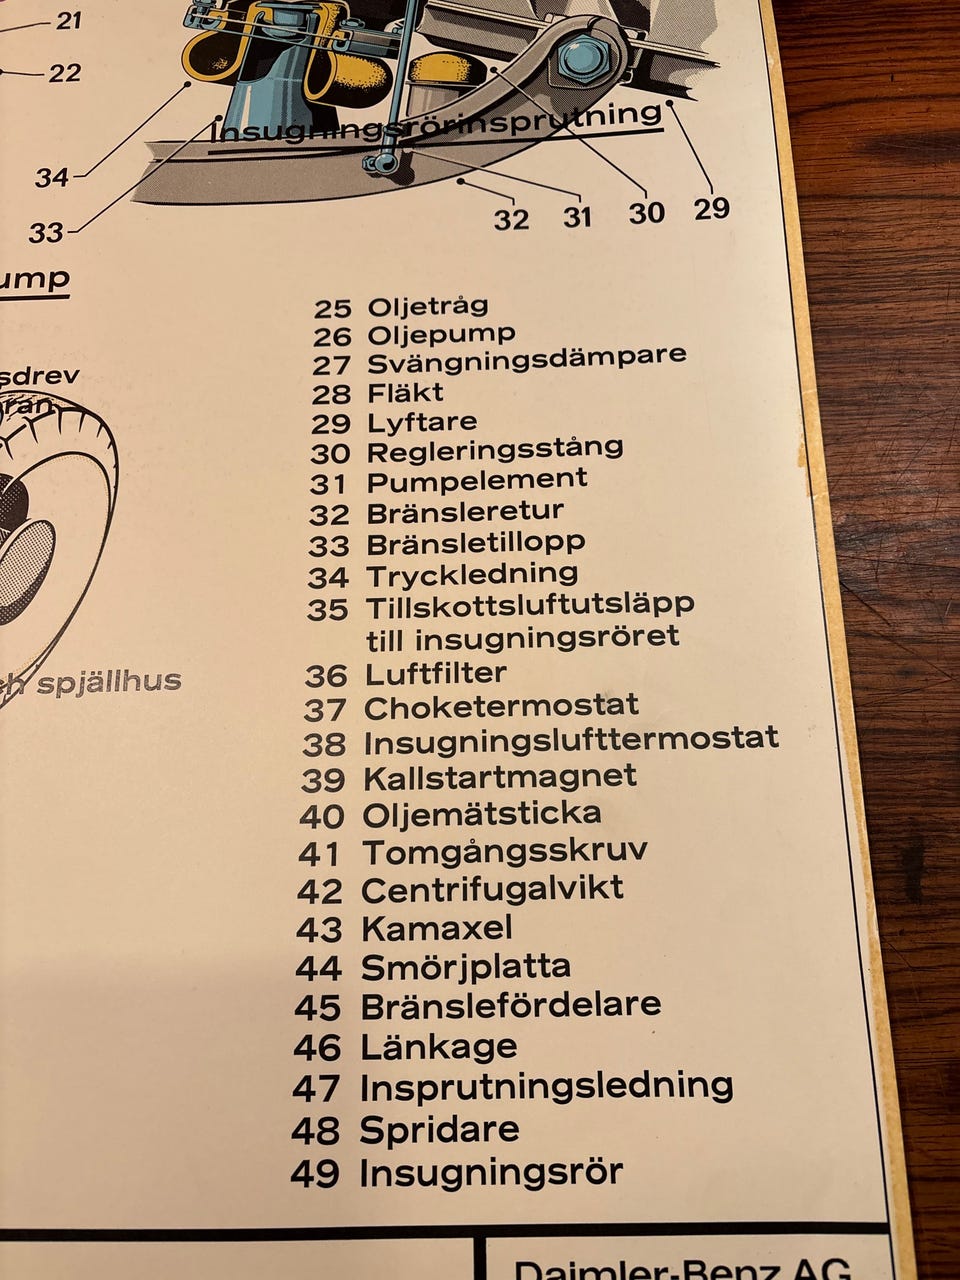 21
22
Insugningsrörinsprutning
34
33
32 31 30 29
ump
25 Oljetråg
26 Oljepump
27 Svängningsdämpare
28 Fläkt
29 Lyftare
30 Regleringsstång
31 Pumpelement
32 Bränsleretur
33 Bränsletillopp
34 Tryckledning
35 Tillskottsluftutsläpp
till insugningsröret
36 Luftfilter
37 Choketermostat
38 Insugningslufttermostat
39 Kallstartmagnet
40 Oljemätsticka
41 Tomgångsskruv
42 Centrifugalvikt
43 Kamaxel
44 Smörjplatta
45 Bränslefördelare
46 Länkage
47 Insprutningsledning
48 Spridare
49 Insugningsrör
sdrev
ran
ch spjällhus
Daimler-Benz AG